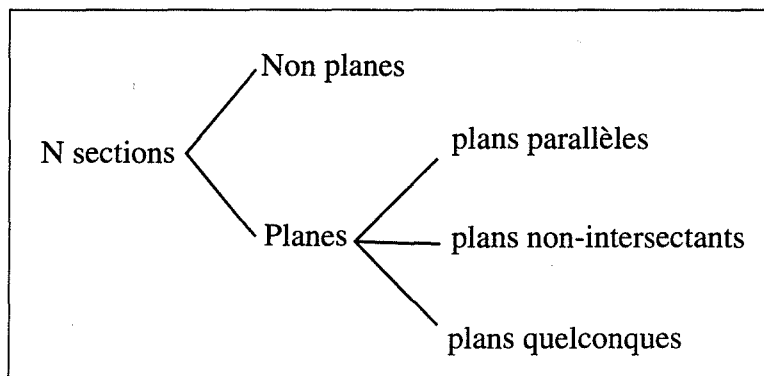 Non planes
N sections
plans parallèles
Planes
plans non-intersectants
plans quelconques